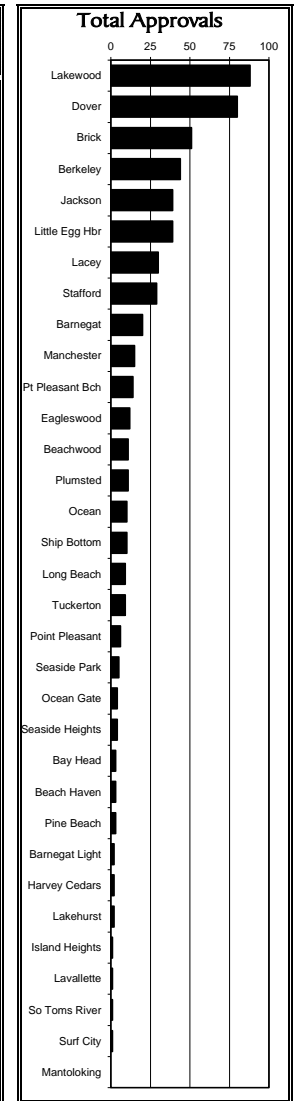 Total Approvals
0 25 50 75 100
Lakewood
Dover
Brick
Berkeley
Jackson
Little Egg Hbr
Lacey
Stafford
Barnegat
Manchester
Pt Pleasant Bch
Eagleswood
Beachwood
Plumsted
Ocean
Ship Bottom
Long Beach
Tuckerton
Point Pleasant
Seaside Park
Ocean Gate
Seaside Heights
Bay Head
Beach Haven
Pine Beach
Barnegat Light
Harvey Cedars
Lakehurst
Island Heights
Lavallette
So Toms River
Surf City
Mantoloking